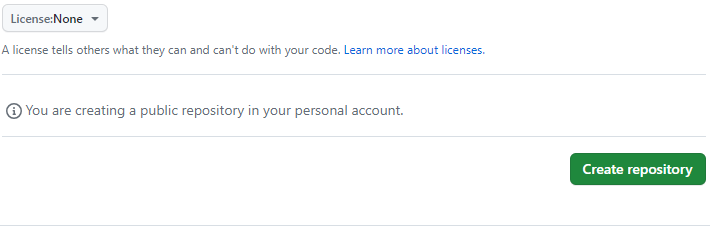 License:None
A license tells others what they can and can't do with your code. Learn more about licenses.
You are creating a public repository in your personal account.
Create repository